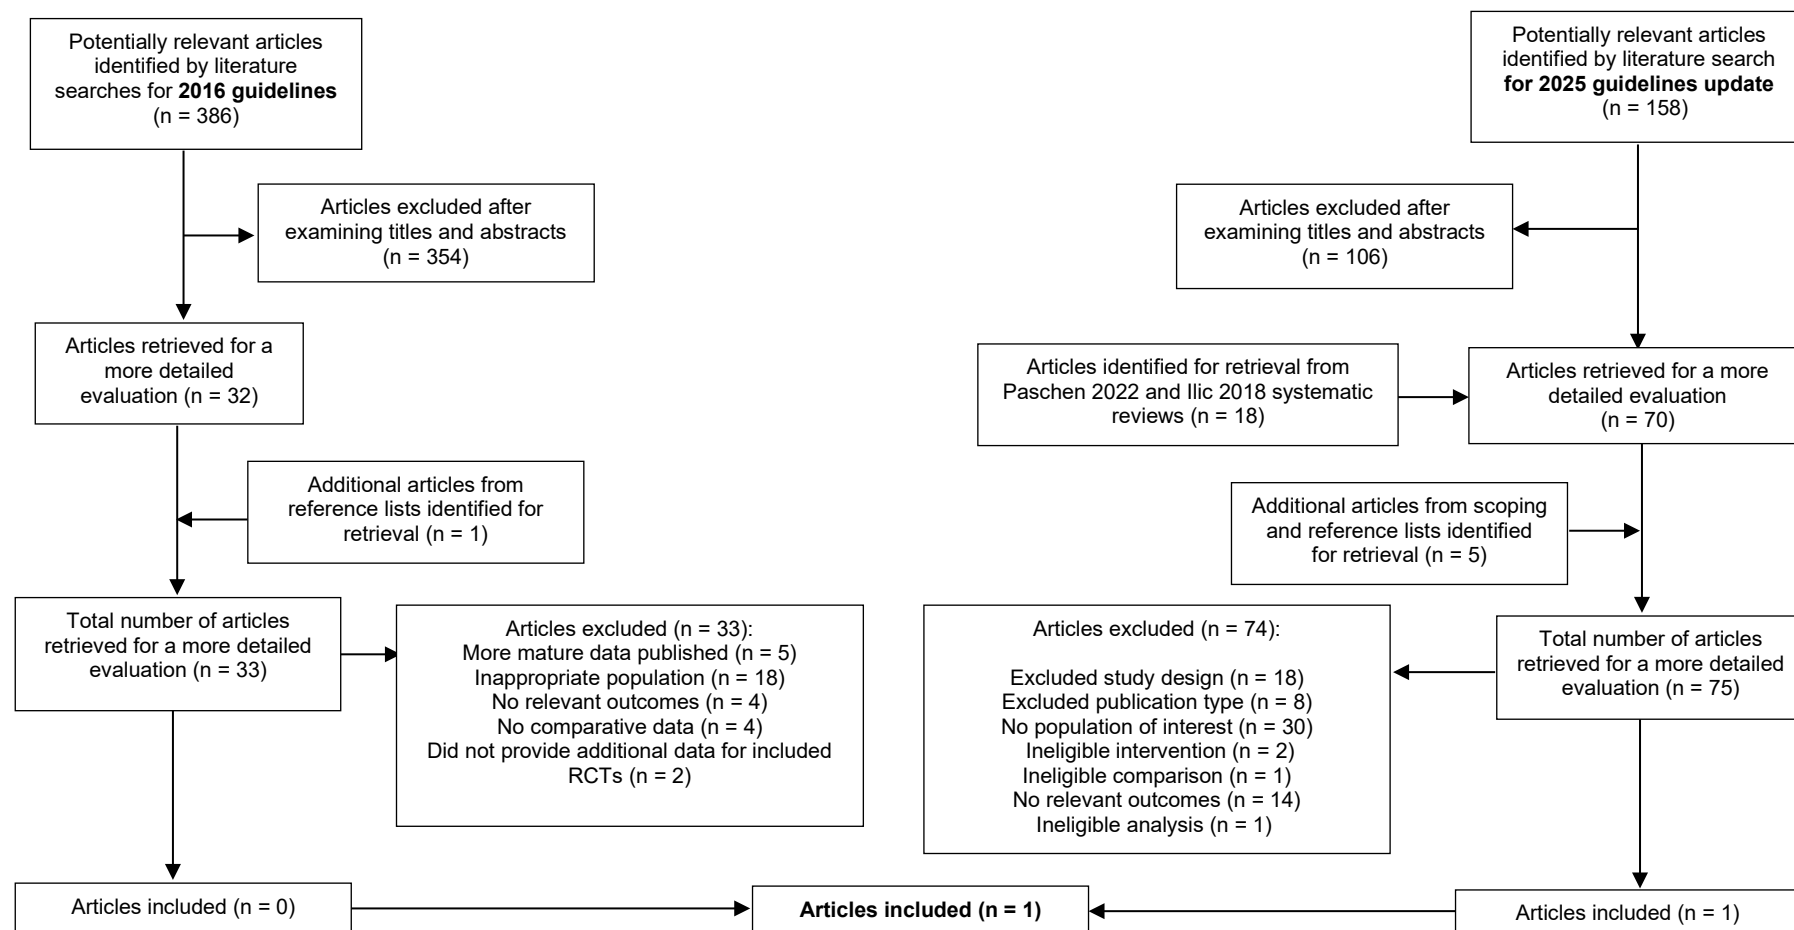 Potentially relevant articles
identified by literature
searches for 2016 guidelines
(n = 386)
Articles excluded after
examining titles and abstracts
(n = 354)
Articles retrieved for a
more detailed
evaluation (n = 32)
Additional articles from
reference lists identified for
retrieval (n = 1)
Total number of articles
retrieved for a more detailed
evaluation (n = 33)
Articles excluded (n = 33):
More mature data published (n = 5)
Inappropriate population (n = 18)
No relevant outcomes (n = 4)
No comparative data (n = 4)
Did not provide additional data for included
RCTs (n = 2)
Articles included (n = 0)
Potentially relevant articles
identified by literature search
for 2025 guidelines update
(n = 158)
Articles excluded after
examining titles and abstracts
(n = 106)
Articles identified for retrieval from
Paschen 2022 and Ilic 2018 systematic
reviews (n = 18)
Articles retrieved for a more
detailed evaluation
(n = 70)
Additional articles from scoping
and reference lists identified
for retrieval (n = 5)
Total number of articles
retrieved for a more detailed
evaluation (n = 75)
Articles excluded (n = 74):
Excluded study design (n = 18)
Excluded publication type (n = 8)
No population of interest (n = 30)
Ineligible intervention (n = 2)
Ineligible comparison (n = 1)
No relevant outcomes (n = 14)
Ineligible analysis (n = 1)
Articles included (n = 1)
Articles included (n = 1)